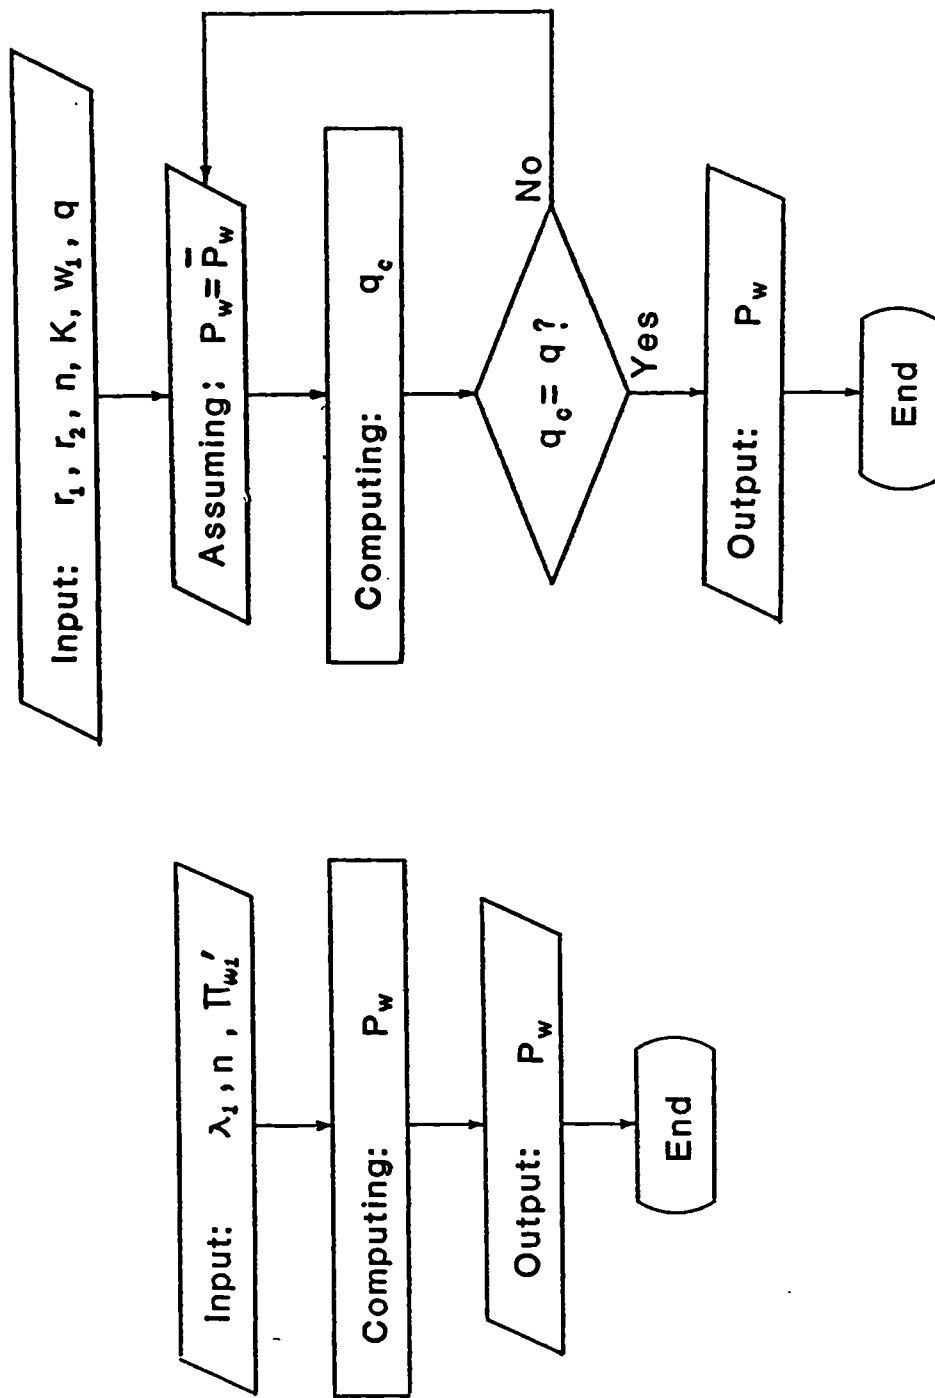 Input: λ₁, n, Π′w₁
Computing: Pw
Output: Pw
End
Input: r₁, r₂, n, K, w₁, q
Assuming: Pw = P̄w
Computing: qc
qc = q?
No
Yes
Output: Pw
End